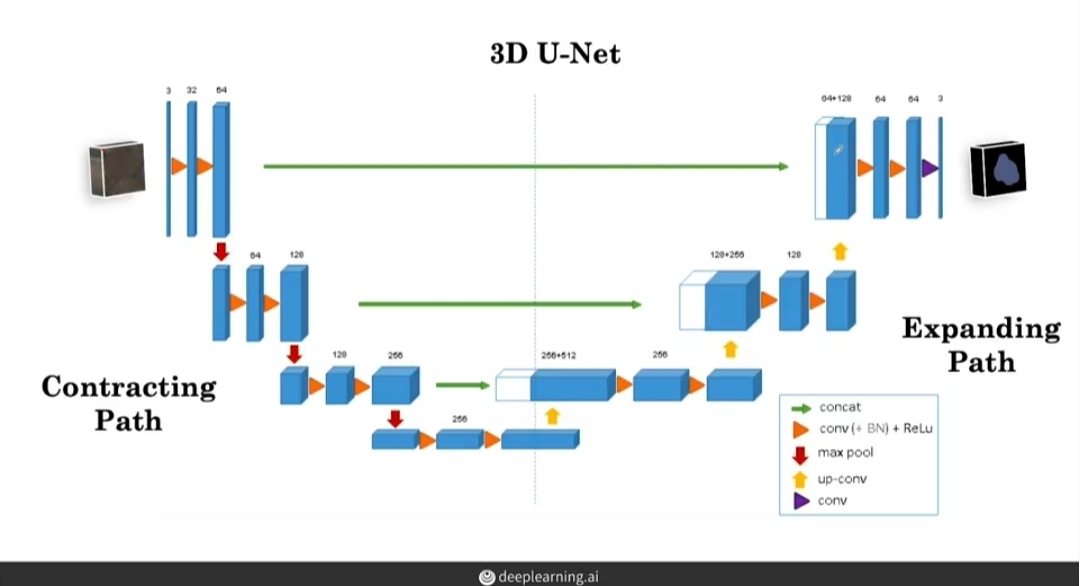 3D U-Net
3 32 64
64+128 64 64 3
64 128
128+256 128
Expanding
Path
128 256
256+512 256
Contracting
Path
256
concat
conv (+ BN) + ReLu
max pool
up-conv
conv
deeplearning.ai